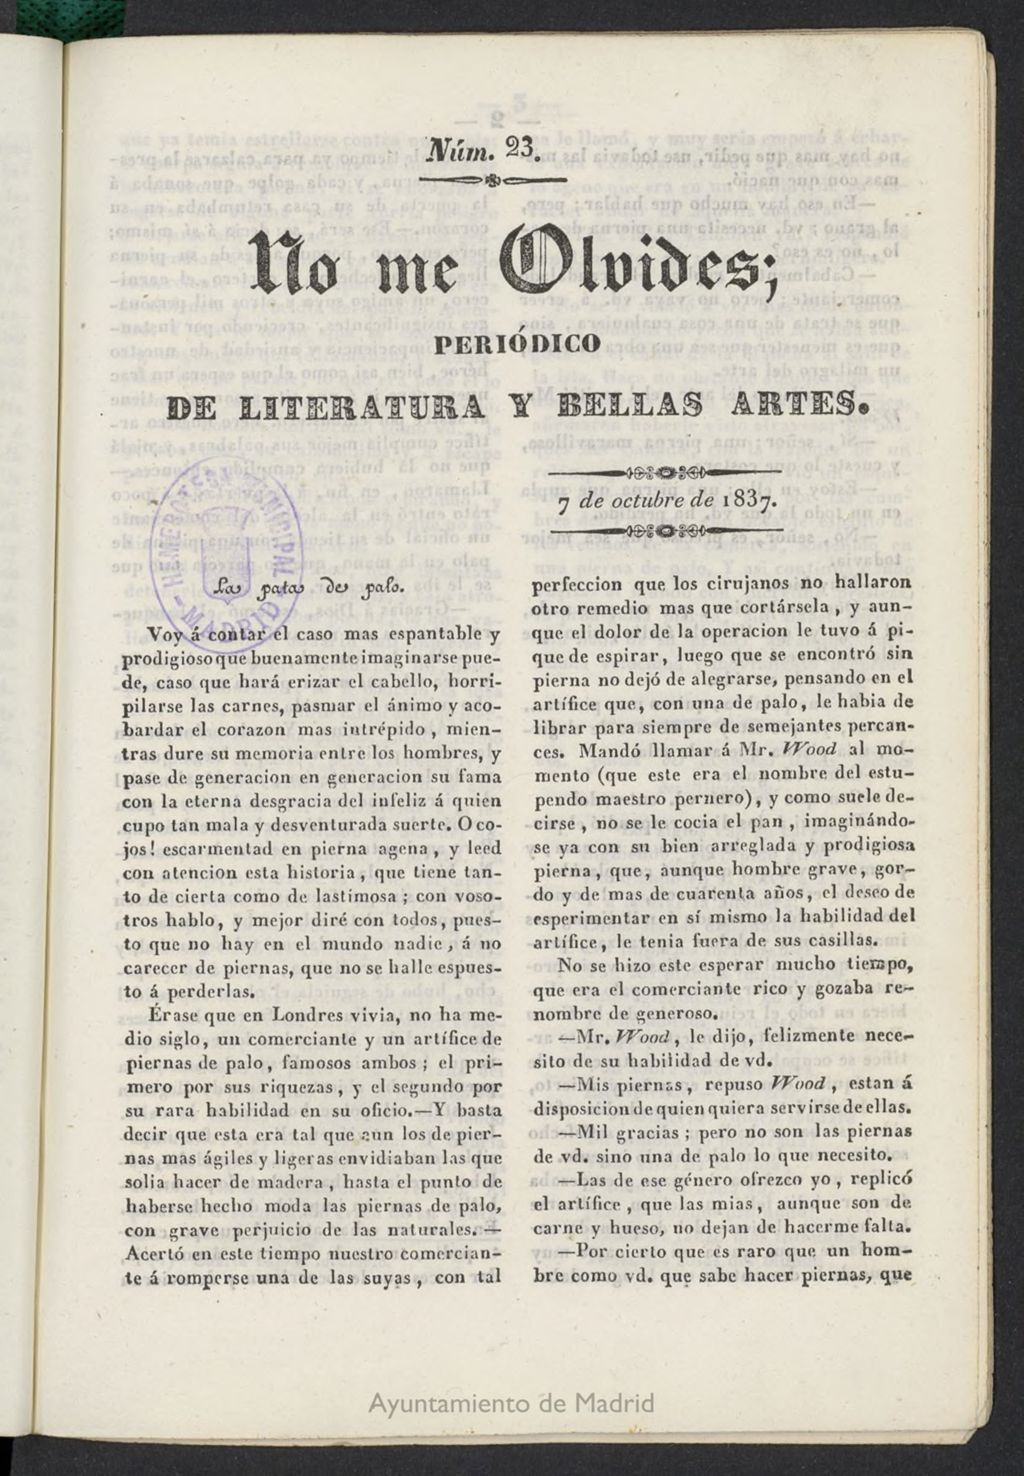 Núm. 23.
No me Olvides;
PERIÓDICO
DE LITERATURA Y BELLAS ARTES.
7 de octubre de 1837.
HEMEROTECA MUNICIPAL
MADRID
La pata de palo.
Voy á contar el caso mas espantable y
prodigioso que buenamente imaginarse pue-
de, caso que hará erizar el cabello, horri-
pilarse las carnes, pasmar el ánimo y aco-
bardar el corazon mas intrépido, mien-
tras dure su memoria entre los hombres, y
pase de generacion en generacion su fama
con la eterna desgracia del infeliz á quien
cupo tan mala y desventurada suerte. O co-
jos! escarmentad en pierna agena, y leed
con atencion esta historia, que tiene tan-
to de cierta como de lastimosa; con voso-
tros hablo, y mejor diré con todos, pues-
to que no hay en el mundo nadie, á no
carecer de piernas, que no se halle espues-
to á perderlas.
Érase que en Londres vivia, no ha me-
dio siglo, un comerciante y un artífice de
piernas de palo, famosos ambos; el pri-
mero por sus riquezas, y el segundo por
su rara habilidad en su oficio.—Y basta
decir que esta era tal que aun los de pier-
nas mas ágiles y ligeras envidiaban las que
solia hacer de madera, hasta el punto de
haberse hecho moda las piernas de palo,
con grave perjuicio de las naturales.—
Acertó en este tiempo nuestro comercian-
te á romperse una de las suyas, con tal
perfeccion que los cirujanos no hallaron
otro remedio mas que cortársela, y aun-
que el dolor de la operacion le tuvo á pi-
que de espirar, luego que se encontró sin
pierna no dejó de alegrarse, pensando en el
artífice que, con una de palo, le habia de
librar para siempre de semejantes percan-
ces. Mandó llamar á Mr. Wood al mo-
mento (que este era el nombre del estu-
pendo maestro pernero), y como suele de-
cirse, no se le cocia el pan, imaginándo-
se ya con su bien arreglada y prodigiosa
pierna, que, aunque hombre grave, gor-
do y de mas de cuarenta años, el deseo de
esperimentar en sí mismo la habilidad del
artífice, le tenia fuera de sus casillas.
No se hizo este esperar mucho tiempo,
que era el comerciante rico y gozaba re-
nombre de generoso.
—Mr. Wood, le dijo, felizmente nece-
sito de su habilidad de vd.
—Mis piernas, repuso Wood, estan á
disposicion de quien quiera servirse de ellas.
—Mil gracias; pero no son las piernas
de vd. sino una de palo lo que necesito.
—Las de ese género ofrezco yo, replicó
el artífice, que las mias, aunque son de
carne y hueso, no dejan de hacerme falta.
—Por cierto que es raro que un hom-
bre como vd. que sabe hacer piernas, que
Ayuntamiento de Madrid